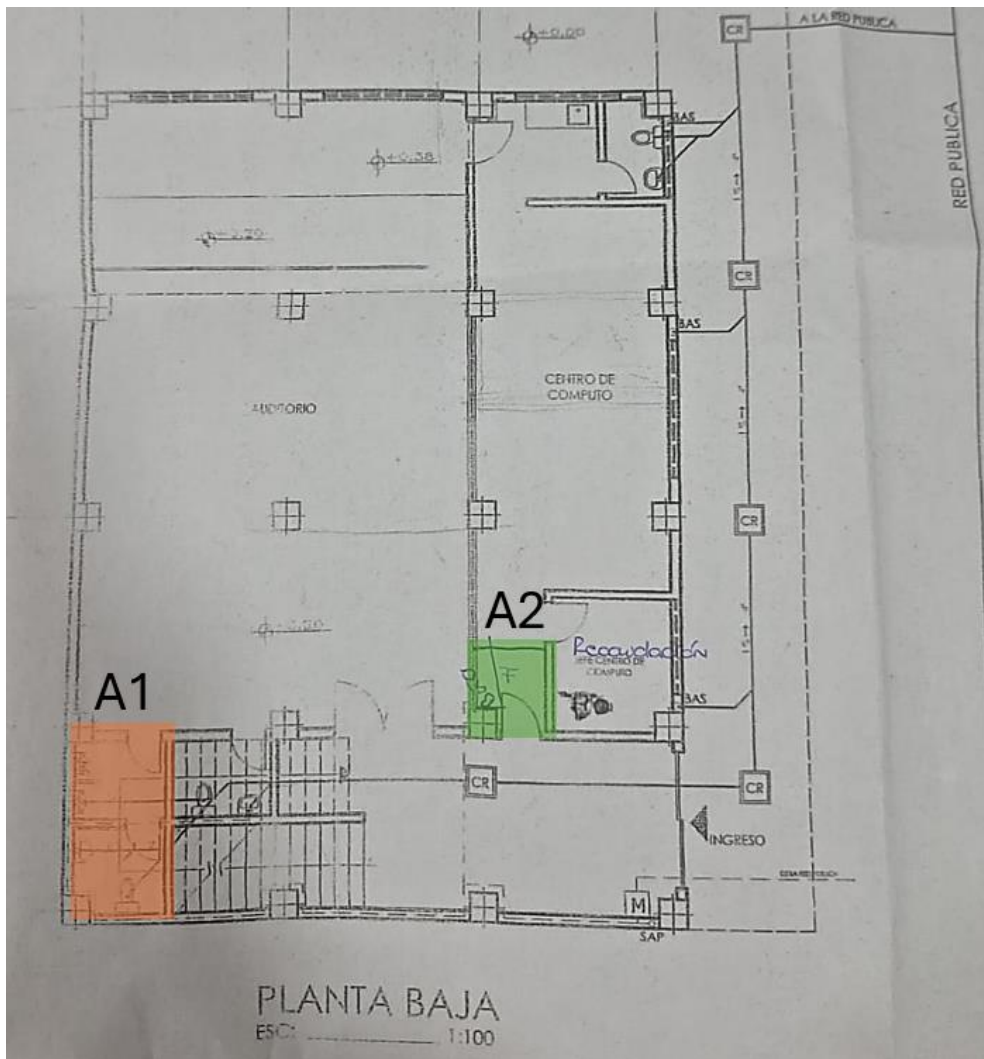 CR
A LA RED PUBLICA
+0.00
BAS
RED PUBLICA
+0.38
CR
BAS
CENTRO DE
COMPUTO
AUDITORIO
CR
A2
Recaudación
JEFE CENTRO DE
COMPUTO
F
A1
BAS
CR
CR
INGRESO
M
SAP
PLANTA BAJA
ESC: 1:100